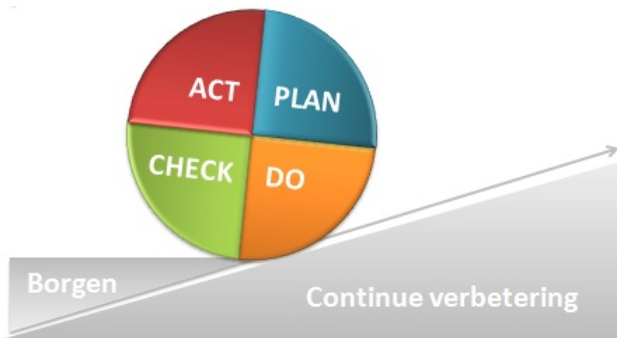 ACT
PLAN
CHECK
DO
Borgen
Continue verbetering